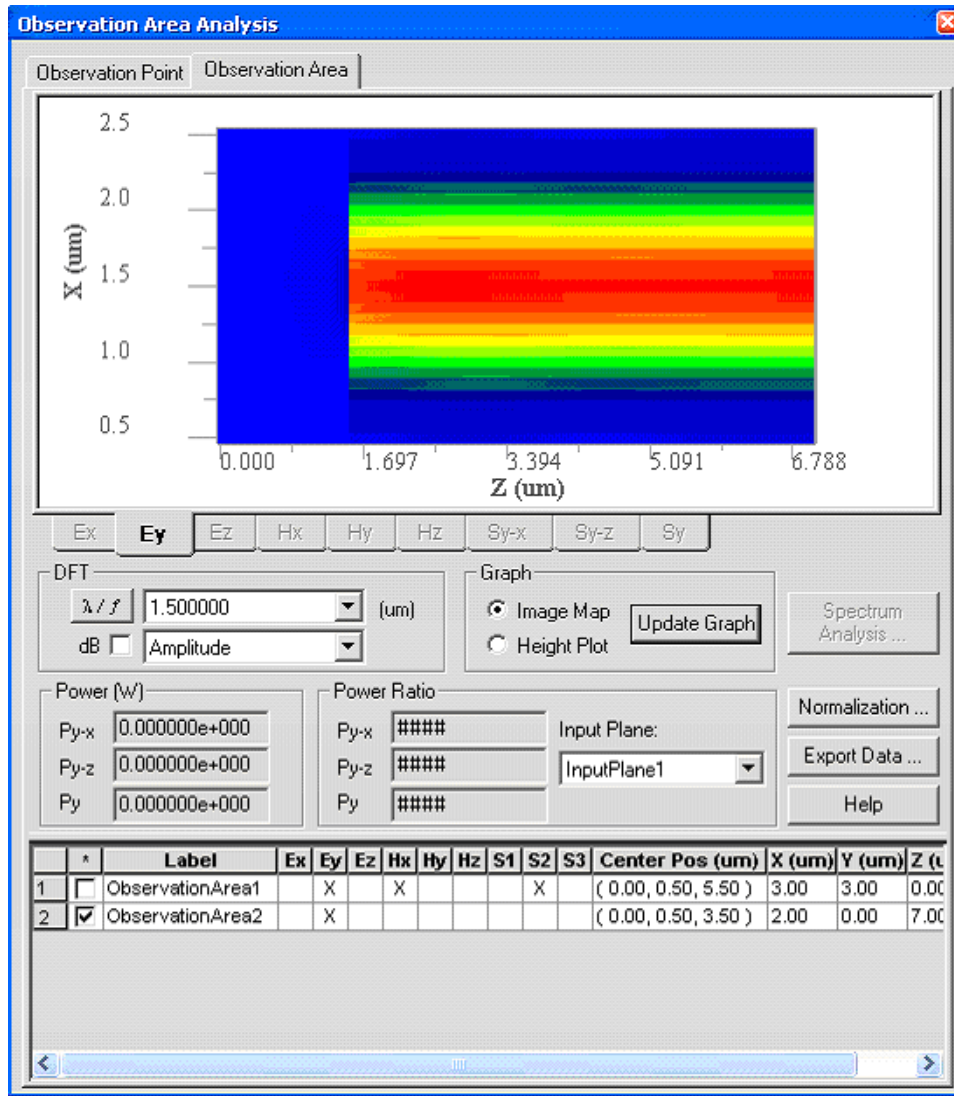 Observation Area Analysis
Observation Point Observation Area
2.5
2.0
1.5
1.0
0.5
X (um)
0.000 1.697 3.394 5.091 6.788
Z (um)
Ex Ey Ez Hx Hy Hz Sy-x Sy-z Sy
DFT
λ / f 1.500000 (um)
dB Amplitude
Graph
Image Map
Height Plot
Update Graph
Spectrum
Analysis ...
Power (W)
Py-x 0.000000e+000
Py-z 0.000000e+000
Py 0.000000e+000
Power Ratio
Py-x ####
Py-z ####
Py ####
Input Plane:
InputPlane1
Normalization ...
Export Data ...
Help
* Label Ex Ey Ez Hx Hy Hz S1 S2 S3 Center Pos (um) X (um) Y (um) Z (u
1 ObservationArea1 X X X ( 0.00, 0.50, 5.50 ) 3.00 3.00 0.00
2 ObservationArea2 X ( 0.00, 0.50, 3.50 ) 2.00 0.00 7.00